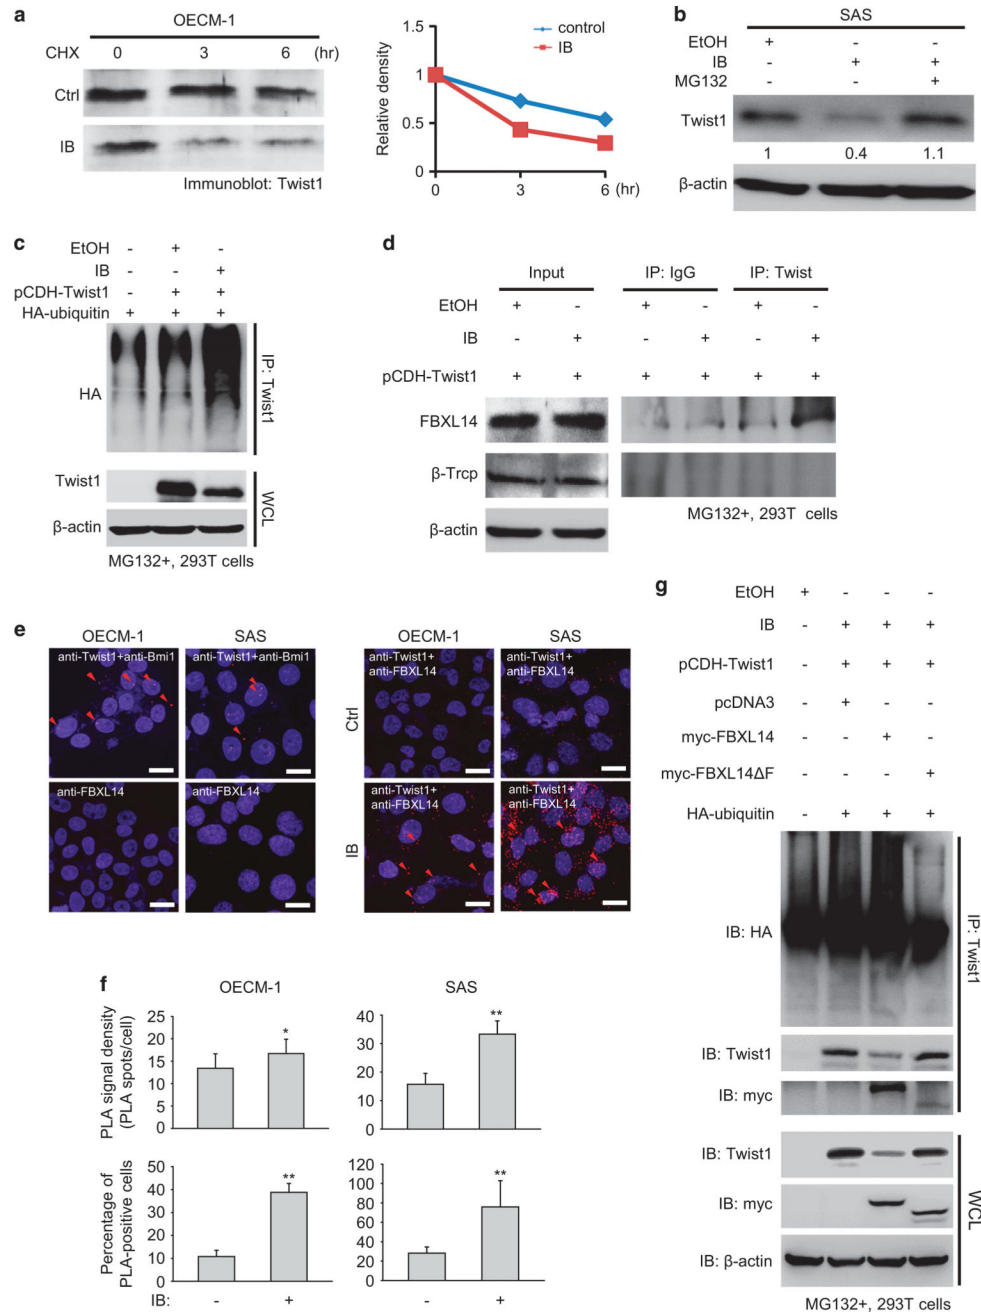 a
OECM-1
CHX 0 3 6 (hr)
Ctrl
IB
Immunoblot: Twist1
Relative density
1.5
1
0.5
0
0 3 6 (hr)
control
IB
b
SAS
EtOH + - -
IB - + +
MG132 - - +
Twist1
1 0.4 1.1
β-actin
c
EtOH - + -
IB - - +
pCDH-Twist1 - + +
HA-ubiquitin + + +
HA
IP: Twist1
Twist1
β-actin
WCL
MG132+, 293T cells
d
Input IP: IgG IP: Twist
EtOH + - + - + -
IB - + - + - +
pCDH-Twist1 + + + + + +
FBXL14
β-Trcp
β-actin
MG132+, 293T cells
e
OECM-1 SAS
anti-Twist1+anti-Bmi1
anti-Twist1+anti-Bmi1
anti-FBXL14
anti-FBXL14
OECM-1 SAS
Ctrl
anti-Twist1+
anti-FBXL14
anti-Twist1+
anti-FBXL14
IB
anti-Twist1+
anti-FBXL14
anti-Twist1+
anti-FBXL14
f
OECM-1
SAS
PLA signal density
(PLA spots/cell)
25
20
15
10
5
0
*
40
30
20
10
0
**
Percentage of
PLA-positive cells
50
40
30
20
10
0
**
120
100
80
60
40
20
0
**
IB: - + - +
g
EtOH + - - -
IB - + + +
pCDH-Twist1 - + + +
pcDNA3 - + - -
myc-FBXL14 - - + -
myc-FBXL14ΔF - - - +
HA-ubiquitin - + + +
IB: HA
IB: Twist1
IB: myc
IP: Twist1
IB: Twist1
IB: myc
IB: β-actin
WCL
MG132+, 293T cells